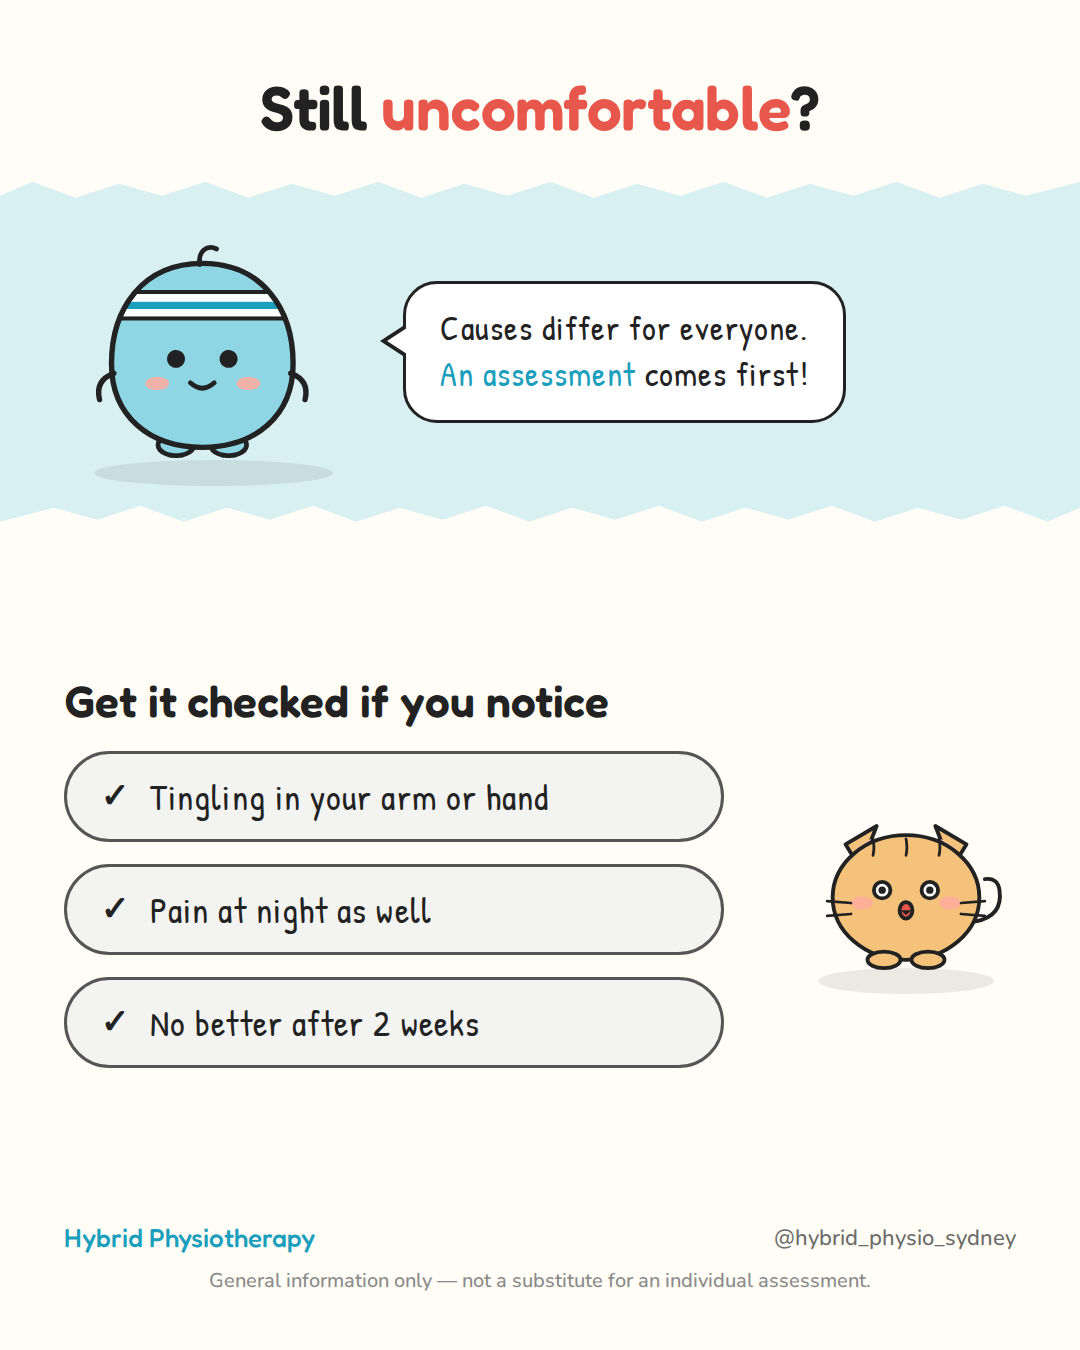 Still uncomfortable?
Causes differ for everyone.
An assessment comes first!
Get it checked if you notice
✓ Tingling in your arm or hand
✓ Pain at night as well
✓ No better after 2 weeks
Hybrid Physiotherapy
@hybrid_physio_sydney
General information only — not a substitute for an individual assessment.